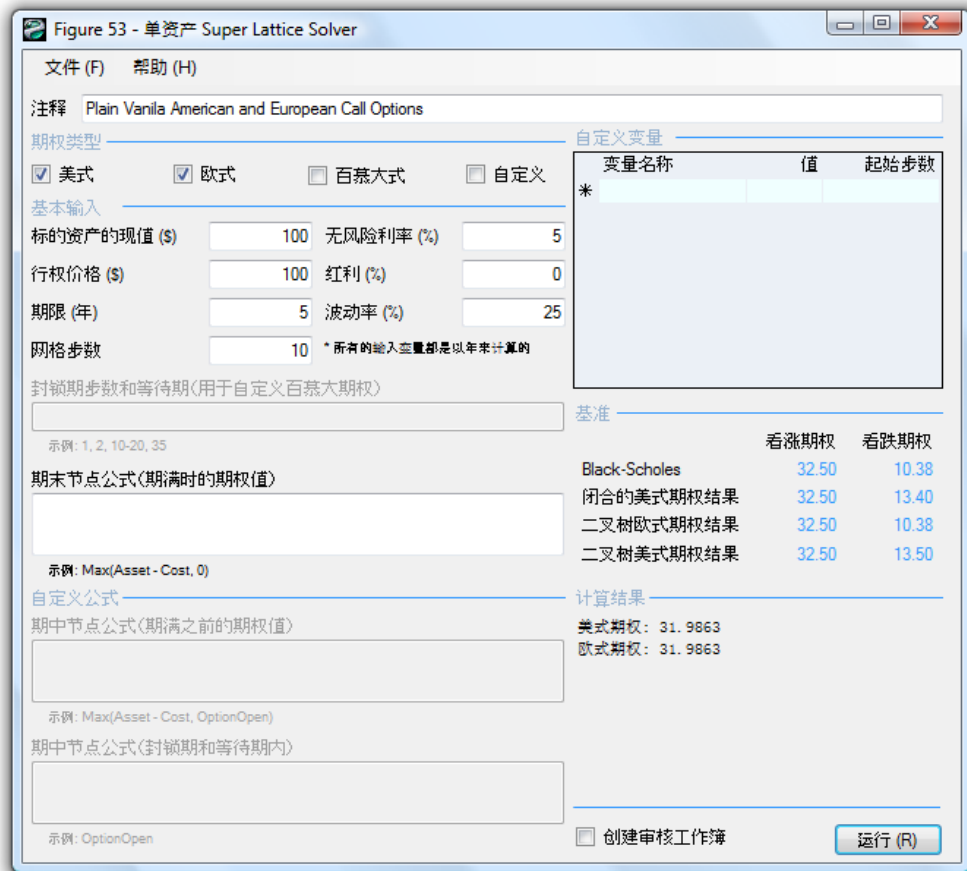 Figure 53 - 单资产 Super Lattice Solver
文件 (F) 帮助 (H)
注释 Plain Vanila American and European Call Options
期权类型
美式 欧式 百慕大式 自定义
基本输入
标的资产的现值 ($) 100 无风险利率 (%) 5
行权价格 ($) 100 红利 (%) 0
期限 (年) 5 波动率 (%) 25
网格步数 10 * 所有的输入变量都是以年来计算的
封锁期步数和等待期(用于自定义百慕大期权)
示例: 1, 2, 10-20, 35
期末节点公式(期满时的期权值)
示例: Max(Asset - Cost, 0)
自定义公式
期中节点公式(期满之前的期权值)
示例: Max(Asset - Cost, OptionOpen)
期中节点公式(封锁期和等待期内)
示例: OptionOpen
自定义变量
变量名称 值 起始步数
*
基准
看涨期权 看跌期权
Black-Scholes 32.50 10.38
闭合的美式期权结果 32.50 13.40
二叉树欧式期权结果 32.50 10.38
二叉树美式期权结果 32.50 13.50
计算结果
美式期权: 31.9863
欧式期权: 31.9863
创建审核工作簿 运行 (R)